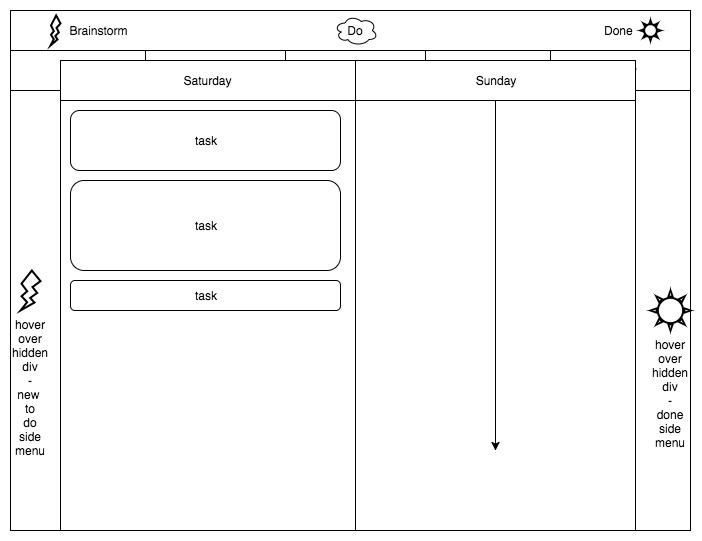 Brainstorm
Do
Done
Saturday
Sunday
task
task
task
hover
over
hidden
div
-
new
to
do
side
menu
hover
over
hidden
div
-
done
side
menu